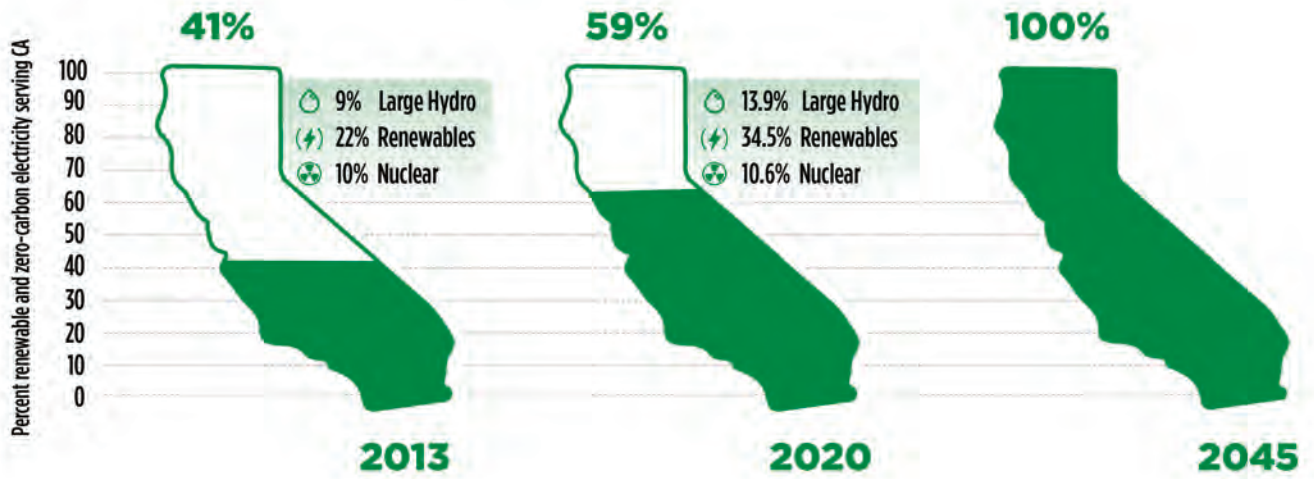 41%
59%
100%
Percent renewable and zero-carbon electricity serving CA
100
90
80
70
60
50
40
30
20
10
0
9% Large Hydro
22% Renewables
10% Nuclear
13.9% Large Hydro
34.5% Renewables
10.6% Nuclear
2013
2020
2045